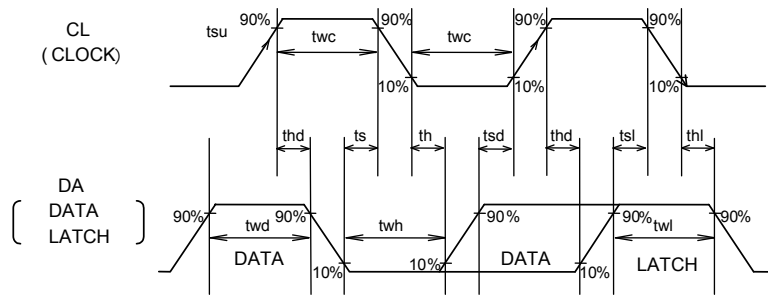 CL
( CLOCK)
tsu
90%
twc
90%
twc
90%
90%
10%
10%
10%
t
thd
ts
th
tsd
thd
tsl
thl
DA
DATA
LATCH
90%
twd
90%
twh
90%
90%
twl
90%
DATA
10%
10%
DATA
10%
LATCH